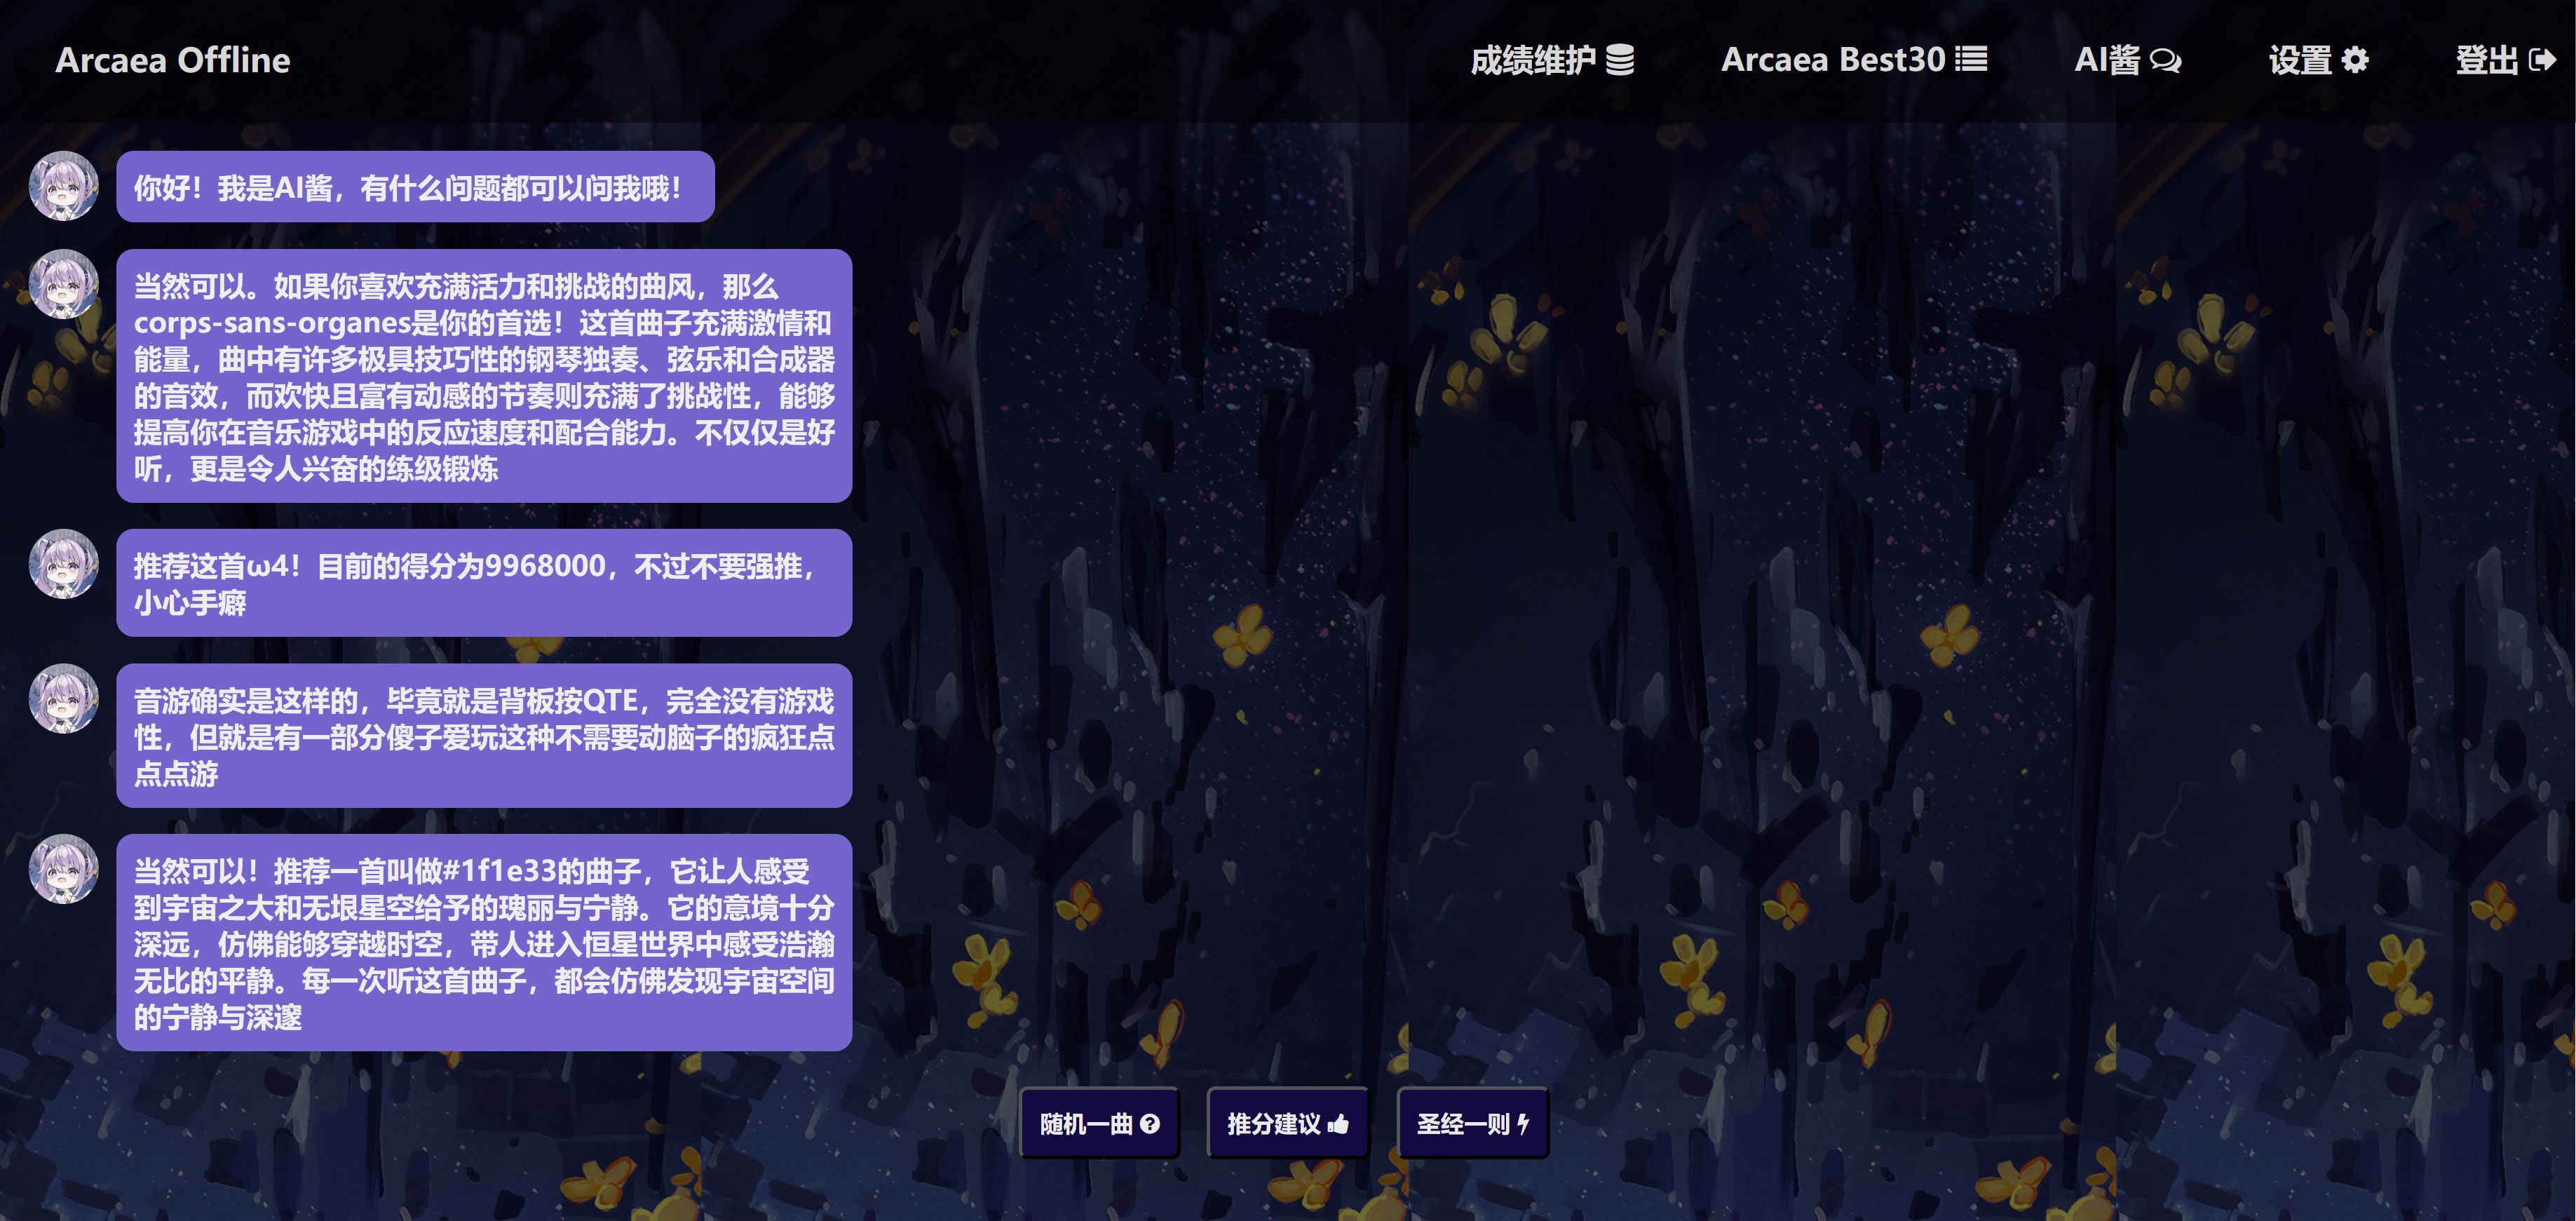 Arcaea Offline
成绩维护
Arcaea Best30
AI酱
设置
登出
你好！我是AI酱，有什么问题都可以问我哦！
当然可以。如果你喜欢充满活力和挑战的曲风，那么
corps-sans-organes是你的首选！这首曲子充满激情和
能量，曲中有许多极具技巧性的钢琴独奏、弦乐和合成器
的音效，而欢快且富有动感的节奏则充满了挑战性，能够
提高你在音乐游戏中的反应速度和配合能力。不仅仅是好
听，更是令人兴奋的练级锻炼
推荐这首ω4！目前的得分为9968000，不过不要强推，
小心手癖
音游确实是这样的，毕竟就是背板按QTE，完全没有游戏
性，但就是有一部分傻子爱玩这种不需要动脑子的疯狂点
点点游
当然可以！推荐一首叫做#1f1e33的曲子，它让人感受
到宇宙之大和无垠星空给予的瑰丽与宁静。它的意境十分
深远，仿佛能够穿越时空，带人进入恒星世界中感受浩瀚
无比的平静。每一次听这首曲子，都会仿佛发现宇宙空间
的宁静与深邃
随机一曲
推分建议
圣经一则